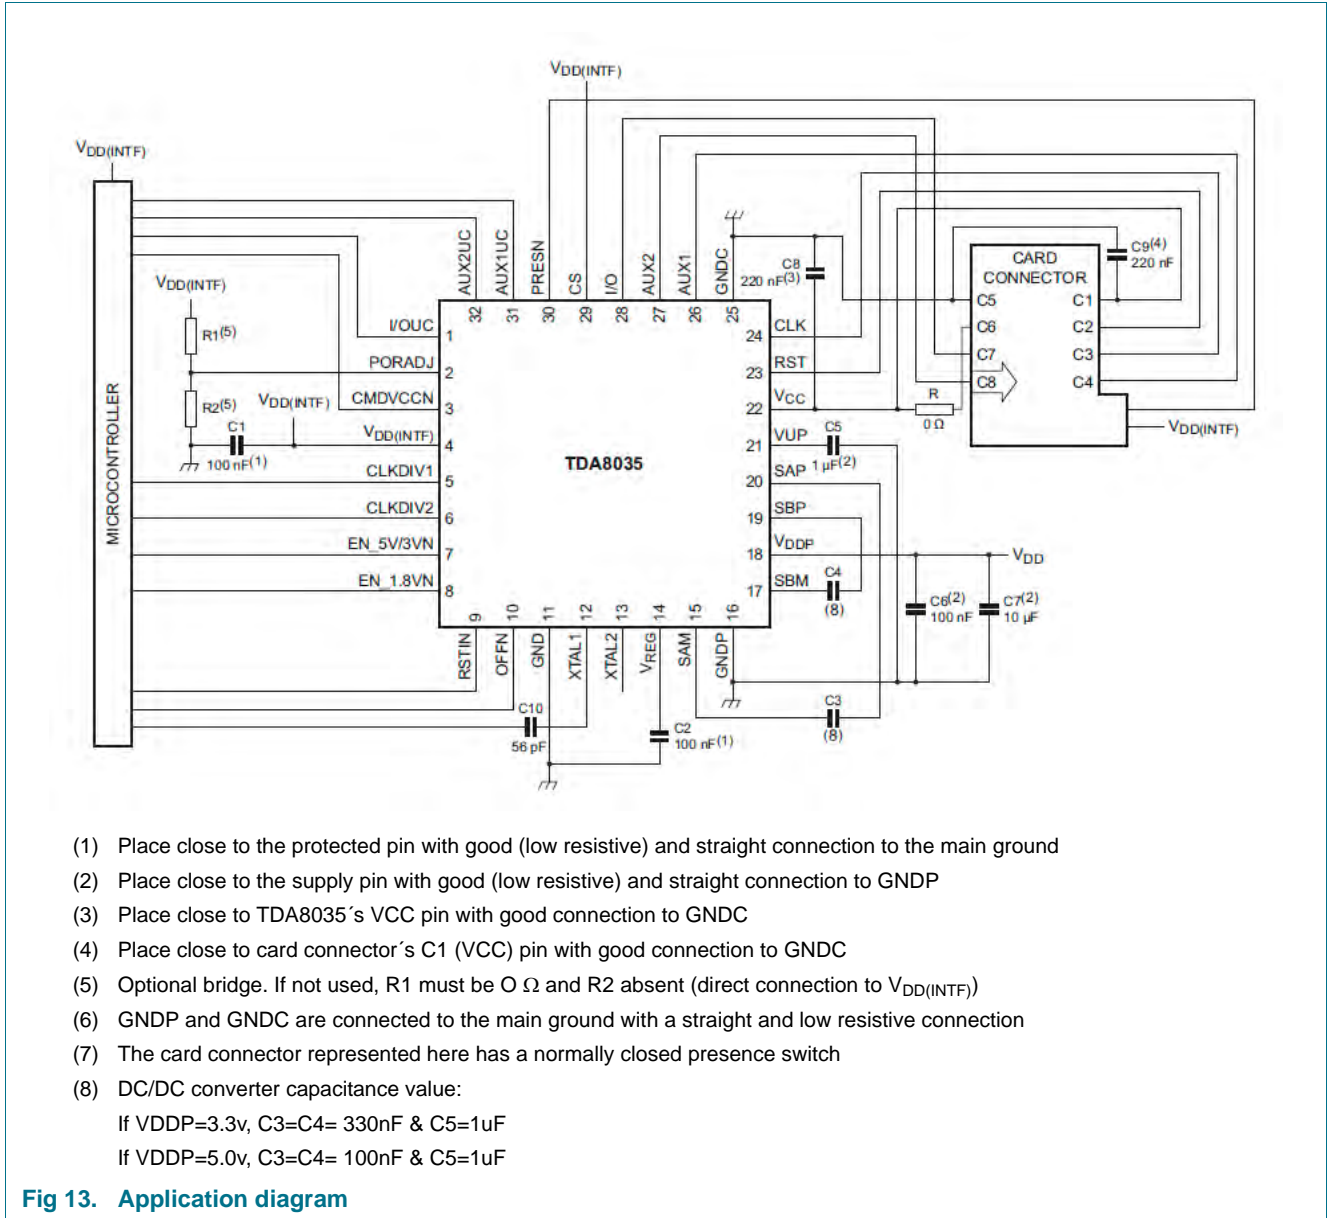 VDD(INTF)
VDD(INTF)
MICROCONTROLLER
VDD(INTF)
R1(5)
R2(5)
VDD(INTF)
C1
100 nF(1)
AUX2UC
AUX1UC
PRESN
CS
I/O
AUX2
AUX1
GNDC
32
31
30
29
28
27
26
25
I/OUC
1
PORADJ
2
CMDVCCN
3
VDD(INTF)
4
CLKDIV1
5
CLKDIV2
6
EN_5V/3VN
7
EN_1.8VN
8
TDA8035
24
CLK
23
RST
22
VCC
21
VUP
20
SAP
19
SBP
18
VDDP
17
SBM
9
10
11
12
13
14
15
16
RSTIN
OFFN
GND
XTAL1
XTAL2
VREG
SAM
GNDP
C8
220 nF(3)
C9(4)
220 nF
CARD
CONNECTOR
C5
C1
C6
C2
C7
C3
C8
C4
R
0 Ω
VDD(INTF)
C5
1 µF(2)
C4
(8)
VDD
C6(2)
100 nF
C7(2)
10 µF
C3
(8)
C10
56 pF
C2
100 nF(1)
(1) Place close to the protected pin with good (low resistive) and straight connection to the main ground
(2) Place close to the supply pin with good (low resistive) and straight connection to GNDP
(3) Place close to TDA8035´s VCC pin with good connection to GNDC
(4) Place close to card connector´s C1 (VCC) pin with good connection to GNDC
(5) Optional bridge. If not used, R1 must be O Ω and R2 absent (direct connection to VDD(INTF))
(6) GNDP and GNDC are connected to the main ground with a straight and low resistive connection
(7) The card connector represented here has a normally closed presence switch
(8) DC/DC converter capacitance value:
If VDDP=3.3v, C3=C4= 330nF & C5=1uF
If VDDP=5.0v, C3=C4= 100nF & C5=1uF
Fig 13. Application diagram